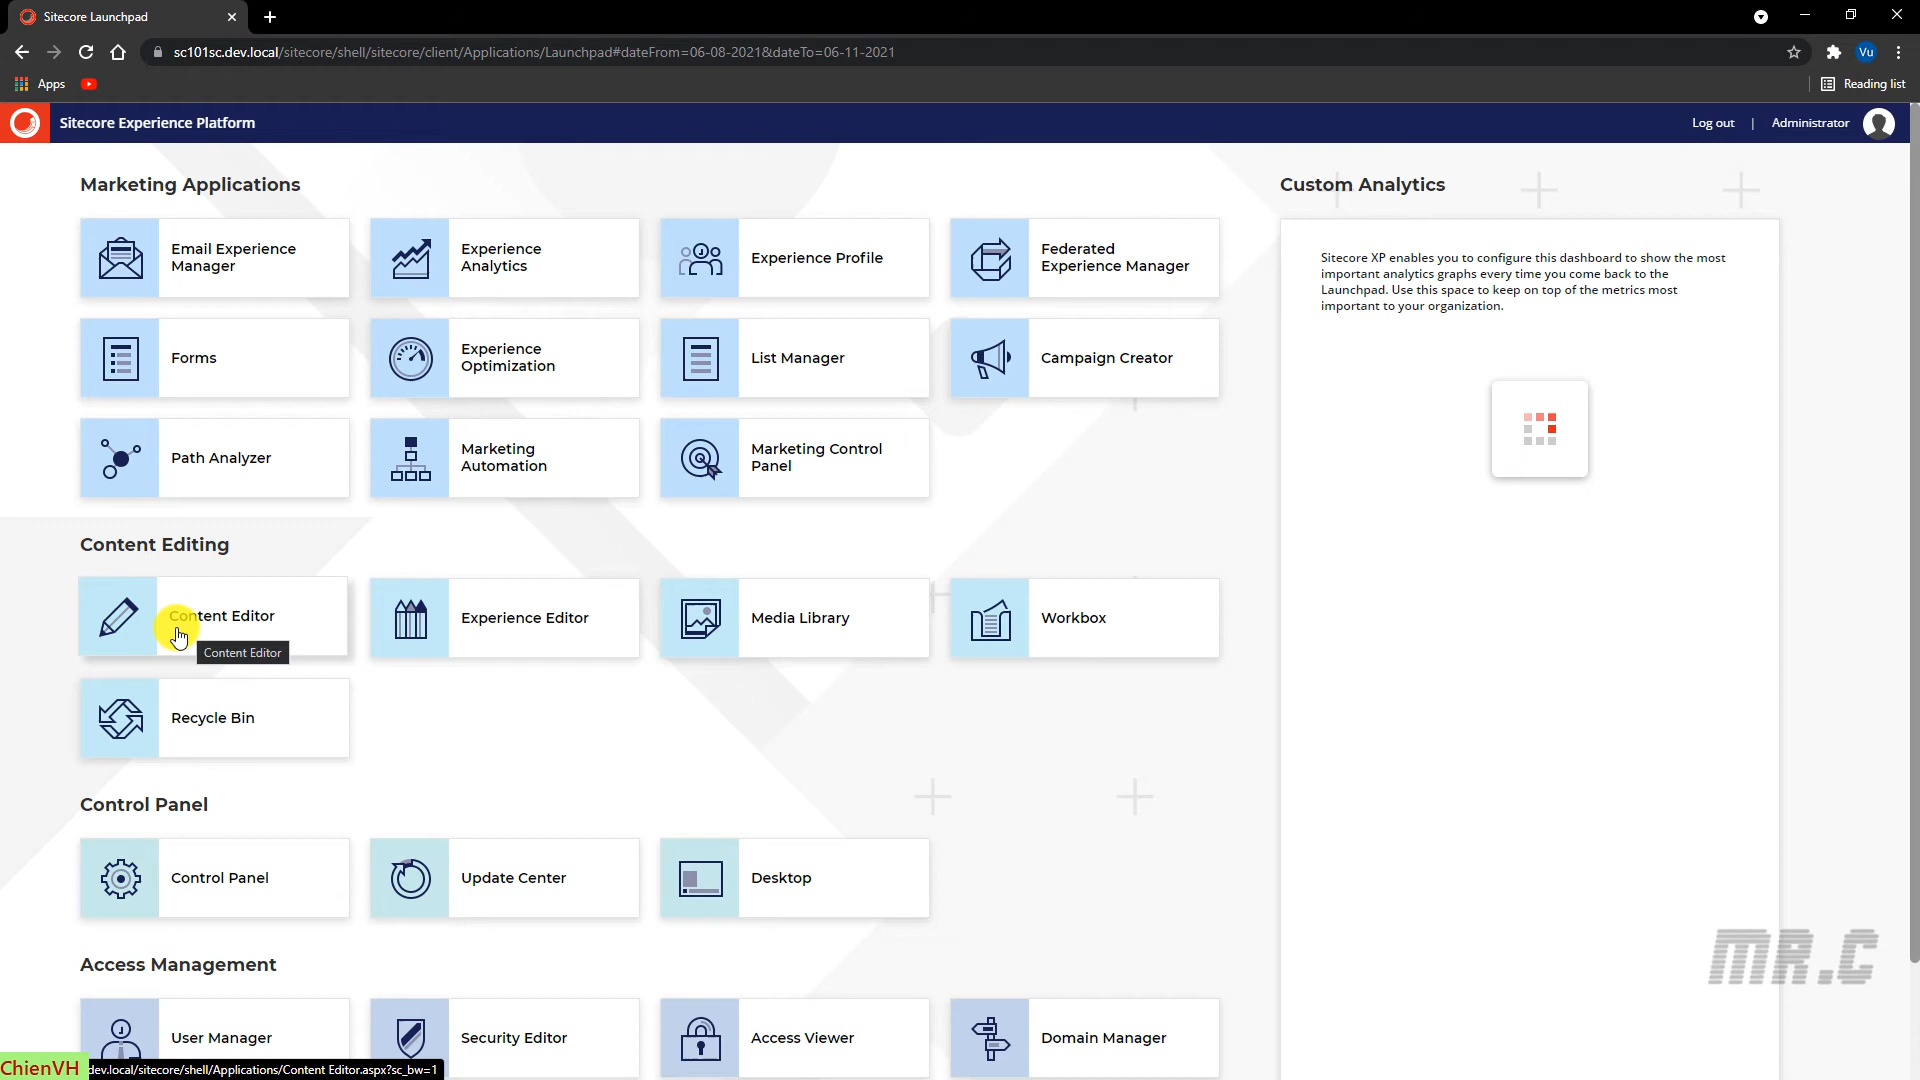 Sitecore Launchpad
sc101sc.dev.local/sitecore/shell/sitecore/client/Applications/Launchpad#dateFrom=06-08-2021&dateTo=06-11-2021
Vu
Apps
Reading list
Sitecore Experience Platform
Log out | Administrator
Marketing Applications
Email Experience
Manager
Experience
Analytics
Experience Profile
Federated
Experience Manager
Forms
Experience
Optimization
List Manager
Campaign Creator
Path Analyzer
Marketing
Automation
Marketing Control
Panel
Custom Analytics
Sitecore XP enables you to configure this dashboard to show the most
important analytics graphs every time you come back to the
Launchpad. Use this space to keep on top of the metrics most
important to your organization.
Content Editing
Content Editor
Content Editor
Experience Editor
Media Library
Workbox
Recycle Bin
Control Panel
Control Panel
Update Center
Desktop
Access Management
User Manager
Security Editor
Access Viewer
Domain Manager
MR.C
ChienVH
dev.local/sitecore/shell/Applications/Content Editor.aspx?sc_bw=1